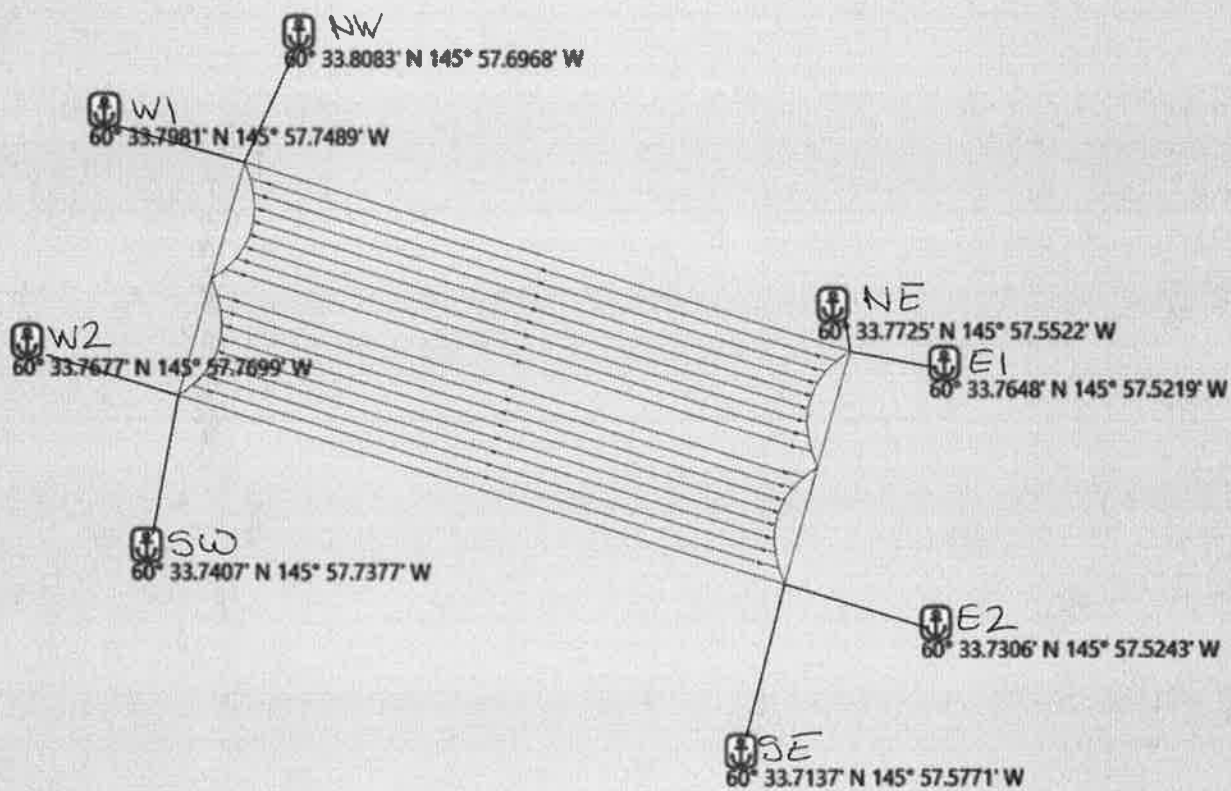 NW
60° 33.8083' N 145° 57.6968' W
W1
60° 33.7981' N 145° 57.7489' W
NE
60° 33.7725' N 145° 57.5522' W
W2
60° 33.7677' N 145° 57.7699' W
E1
60° 33.7648' N 145° 57.5219' W
SW
60° 33.7407' N 145° 57.7377' W
E2
60° 33.7306' N 145° 57.5243' W
SE
60° 33.7137' N 145° 57.5771' W